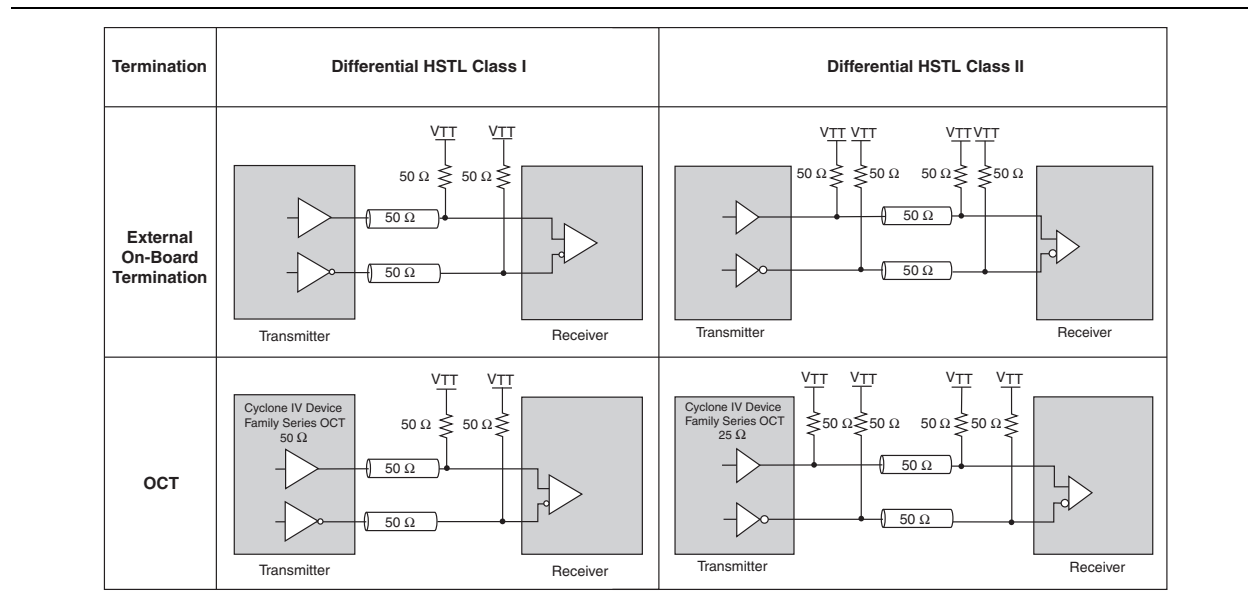 Termination
Differential HSTL Class I
Differential HSTL Class II
External
On-Board
Termination
VTT VTT
50 Ω 50 Ω
50 Ω
50 Ω
Transmitter
Receiver
VTT VTT VTT VTT
50 Ω 50 Ω 50 Ω 50 Ω
50 Ω
50 Ω
Transmitter
Receiver
OCT
VTT VTT
Cyclone IV Device
Family Series OCT
50 Ω
50 Ω 50 Ω
50 Ω
50 Ω
Transmitter
Receiver
VTT VTT VTT VTT
Cyclone IV Device
Family Series OCT
25 Ω
50 Ω 50 Ω 50 Ω 50 Ω
50 Ω
50 Ω
Transmitter
Receiver